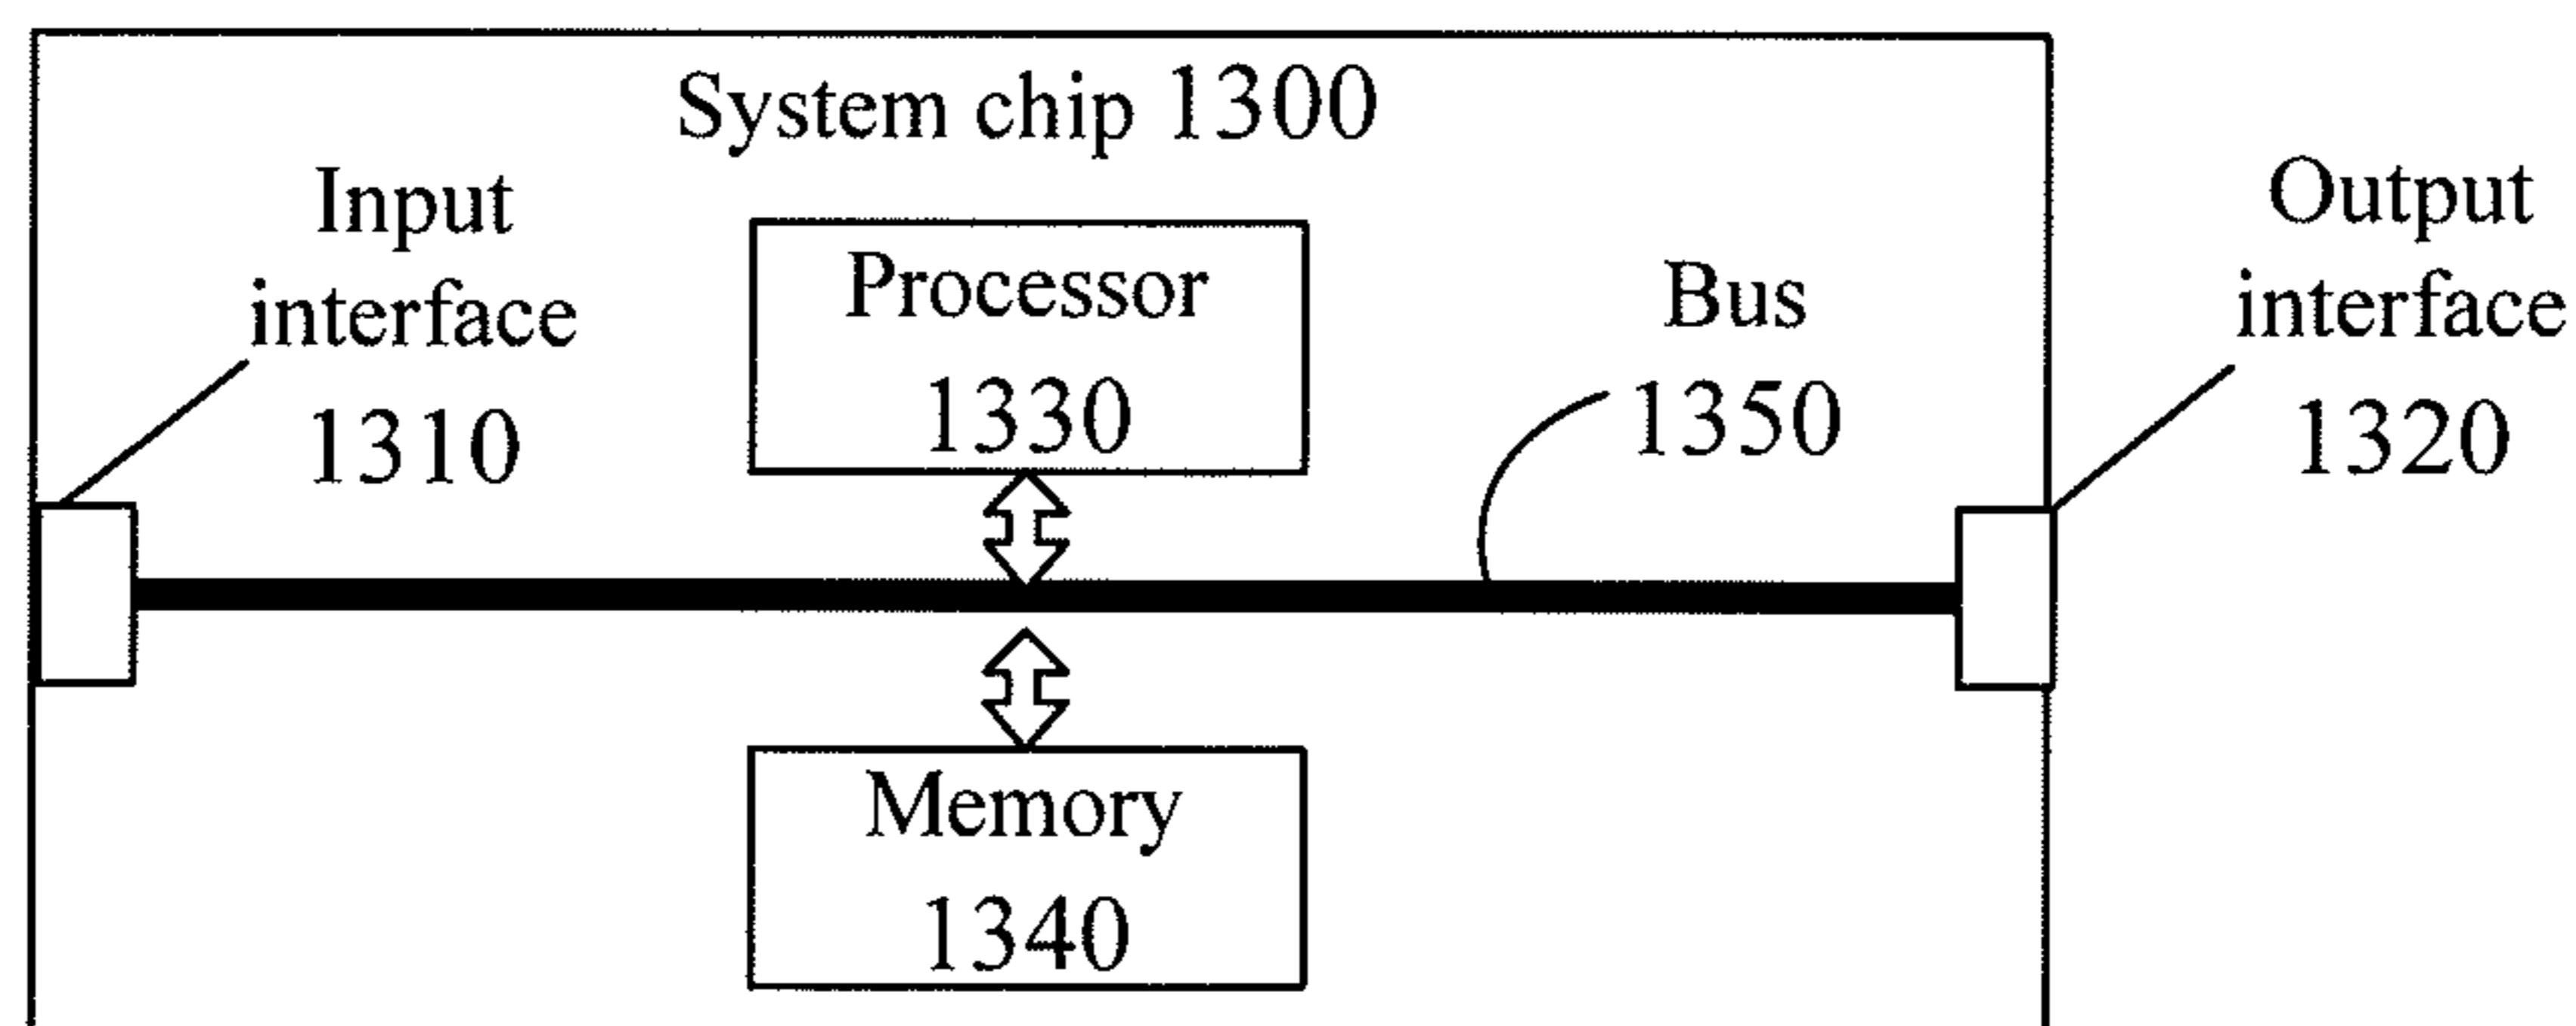 System chip 1300
Input
interface
1310
Processor
1330
Bus
1350
Output
interface
1320
Memory
1340